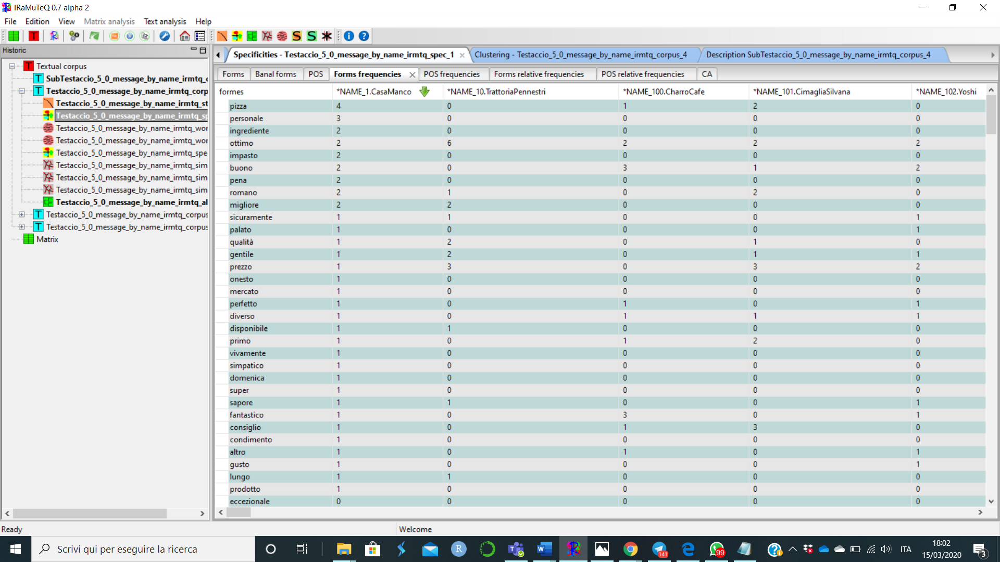 IRaMuTeQ 0.7 alpha 2
File Edition View Matrix analysis Text analysis Help
Historic
Textual corpus
SubTestaccio_5_0_message_by_name_irmtq_c
Testaccio_5_0_message_by_name_irmtq_corp
Testaccio_5_0_message_by_name_irmtq_st
Testaccio_5_0_message_by_name_irmtq_sp
Testaccio_5_0_message_by_name_irmtq_wor
Testaccio_5_0_message_by_name_irmtq_wor
Testaccio_5_0_message_by_name_irmtq_spe
Testaccio_5_0_message_by_name_irmtq_sim
Testaccio_5_0_message_by_name_irmtq_sim
Testaccio_5_0_message_by_name_irmtq_sim
Testaccio_5_0_message_by_name_irmtq_al
Testaccio_5_0_message_by_name_irmtq_corpus
Testaccio_5_0_message_by_name_irmtq_corpus
Matrix
Specificities - Testaccio_5_0_message_by_name_irmtq_spec_1 Clustering - Testaccio_5_0_message_by_name_irmtq_corpus_4 Description SubTestaccio_5_0_message_by_name_irmtq_corpus_4
Forms Banal forms POS Forms frequencies POS frequencies Forms relative frequencies POS relative frequencies CA
formes *NAME_1.CasaManco *NAME_10.TrattoriaPennestri *NAME_100.CharroCafe *NAME_101.CimagliaSilvana *NAME_102.Yoshi
pizza 4 0 1 2 0
personale 3 0 0 0 0
ingrediente 2 0 0 0 0
ottimo 2 6 2 2 2
impasto 2 0 0 0 0
buono 2 0 3 1 2
pena 2 0 0 0 0
romano 2 1 0 2 0
migliore 2 2 0 0 0
sicuramente 1 1 0 0 1
palato 1 0 0 0 1
qualità 1 2 0 1 0
gentile 1 2 0 1 1
prezzo 1 3 0 3 2
onesto 1 0 0 0 0
mercato 1 0 0 0 0
perfetto 1 0 1 0 1
diverso 1 0 1 1 1
disponibile 1 1 0 0 0
primo 1 0 1 2 0
vivamente 1 0 0 0 0
simpatico 1 0 0 0 0
domenica 1 0 0 0 0
super 1 0 0 0 0
sapore 1 1 0 0 1
fantastico 1 0 3 0 1
consiglio 1 0 1 3 0
condimento 1 0 0 0 0
altro 1 0 1 0 1
gusto 1 0 0 0 1
lungo 1 1 0 0 0
prodotto 1 0 0 0 0
eccezionale 0 0 0 0 0
Ready Welcome
Scrivi qui per eseguire la ricerca
141
99
ITA
18:02
15/03/2020
3